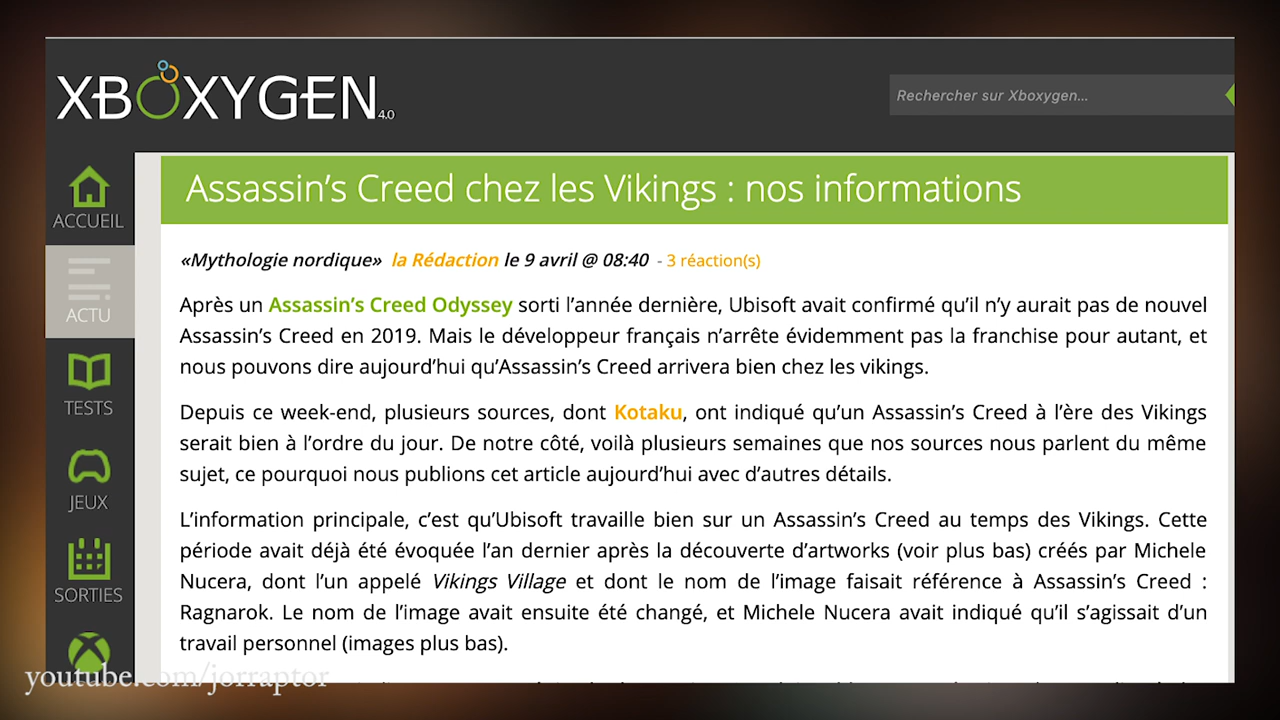 XBOXYGEN 4.0
Rechercher sur Xboxygen...
ACCUEIL
ACTU
TESTS
JEUX
SORTIES
Assassin’s Creed chez les Vikings : nos informations
«Mythologie nordique» la Rédaction le 9 avril @ 08:40 - 3 réaction(s)
Après un Assassin’s Creed Odyssey sorti l’année dernière, Ubisoft avait confirmé qu’il n’y aurait pas de nouvel
Assassin’s Creed en 2019. Mais le développeur français n’arrête évidemment pas la franchise pour autant, et
nous pouvons dire aujourd’hui qu’Assassin’s Creed arrivera bien chez les vikings.
Depuis ce week-end, plusieurs sources, dont Kotaku, ont indiqué qu’un Assassin’s Creed à l’ère des Vikings
serait bien à l’ordre du jour. De notre côté, voilà plusieurs semaines que nos sources nous parlent du même
sujet, ce pourquoi nous publions cet article aujourd’hui avec d’autres détails.
L’information principale, c’est qu’Ubisoft travaille bien sur un Assassin’s Creed au temps des Vikings. Cette
période avait déjà été évoquée l’an dernier après la découverte d’artworks (voir plus bas) créés par Michele
Nucera, dont l’un appelé Vikings Village et dont le nom de l’image faisait référence à Assassin’s Creed :
Ragnarok. Le nom de l’image avait ensuite été changé, et Michele Nucera avait indiqué qu’il s’agissait d’un
travail personnel (images plus bas).
youtube.com/jorraptor